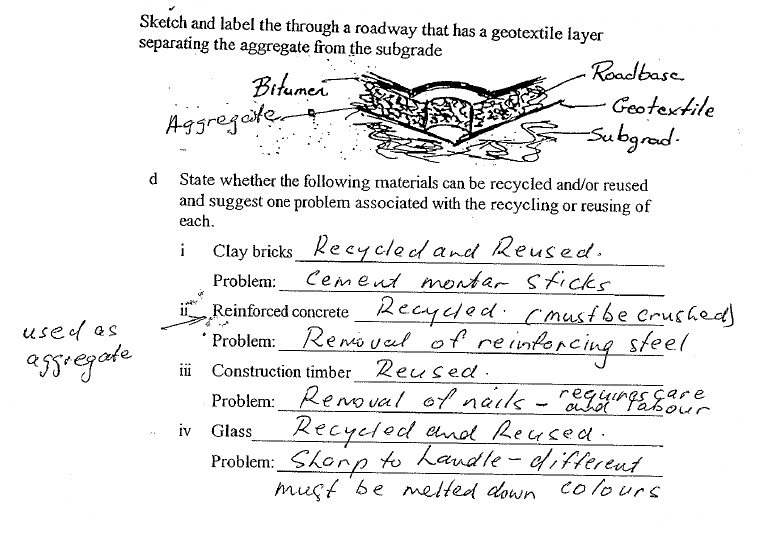 Sketch and label the through a roadway that has a geotextile layer
separating the aggregate from the subgrade
Bitumen
Roadbase
Aggregate
Geotextile
Subgrad.
d State whether the following materials can be recycled and/or reused
and suggest one problem associated with the recycling or reusing of
each.
i Clay bricks Recycled and Reused.
Problem: Cement mortar sticks
ii Reinforced concrete Recycled. (must be crushed)
used as
aggregate
Problem: Removal of reinforcing steel
iii Construction timber Reused.
Problem: Removal of nails - requires care
and labour
iv Glass Recycled and Reused.
Problem: Sharp to handle - different
must be melted down colours